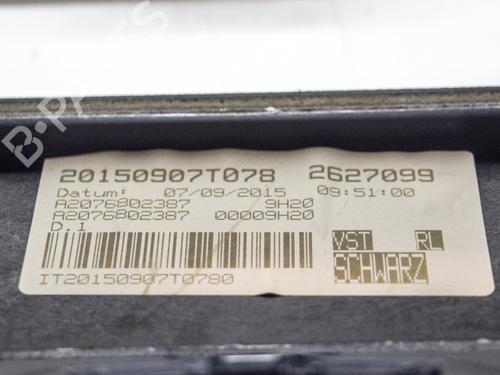 B-PARTS
20150907T078 2627099
Datum: 07/09/2015 09:51:00
A2076802387 9H20
A2076802387 00009H20
D.1
VST RL
SCHWARZ
IT20150907T0780